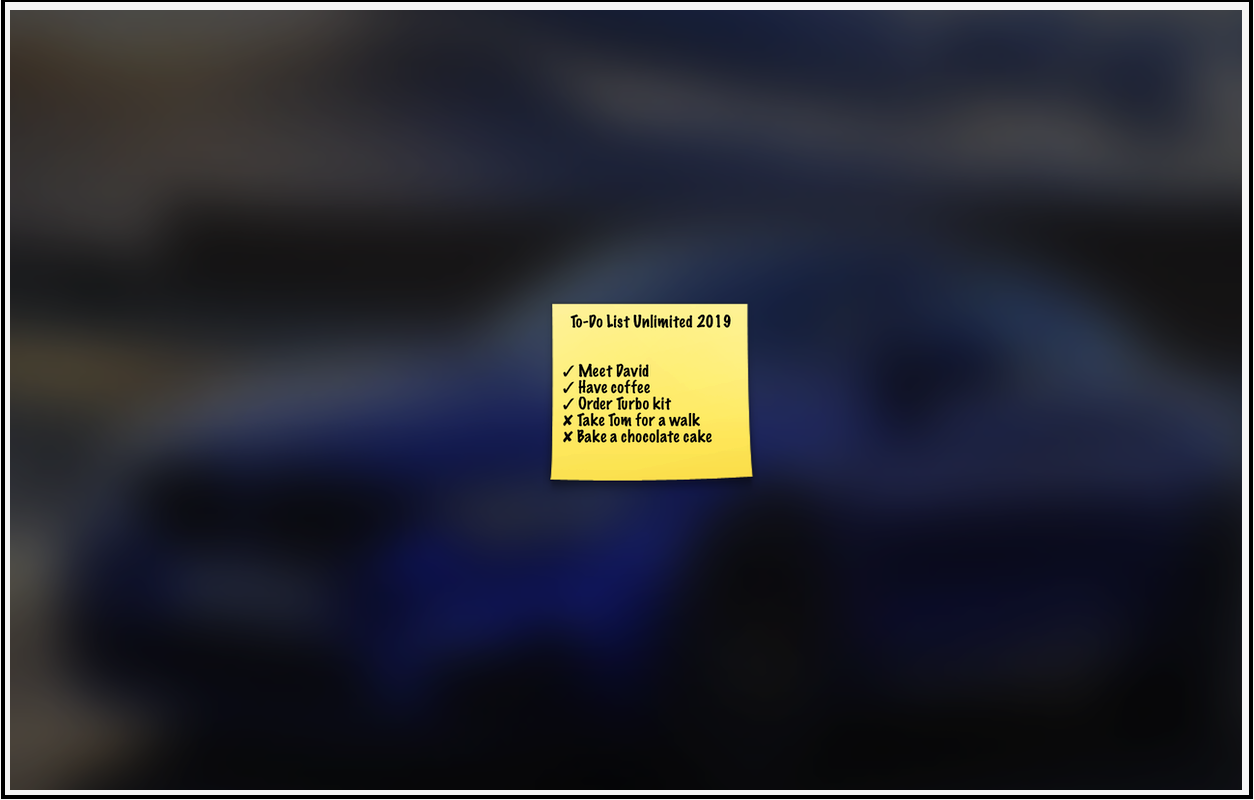 To-Do List Unlimited 2019
✓ Meet David
✓ Have coffee
✓ Order Turbo kit
✘ Take Tom for a walk
✘ Bake a chocolate cake